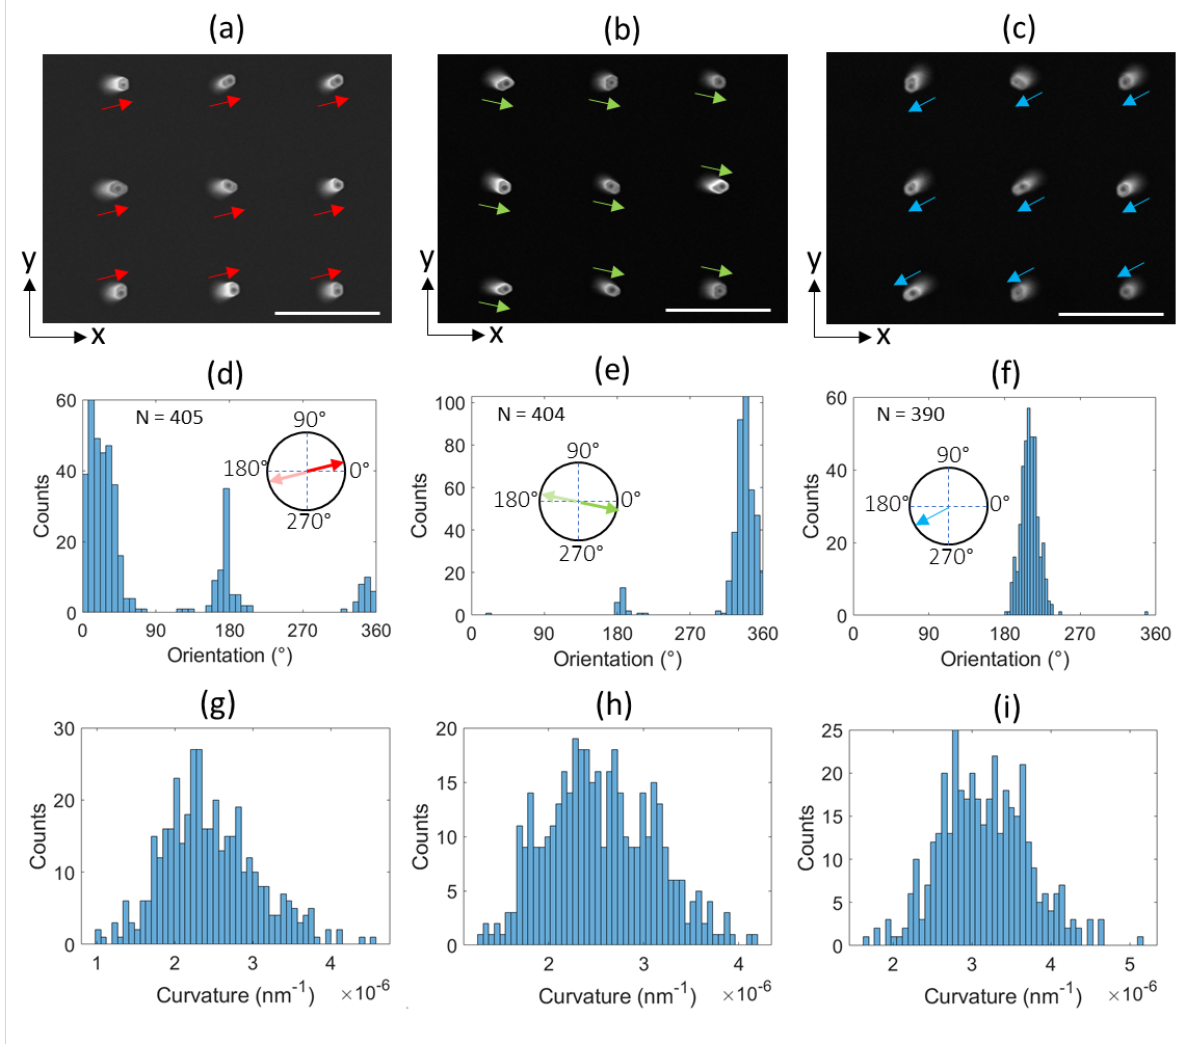 (a) (b) (c)
y y y
x x x
(d) (e) (f)
60
40
20
0
0 90 180 270 360
Counts
Orientation (°)
N = 405
90°
180° 0°
270°
100
80
60
40
20
0
0 90 180 270 360
Counts
Orientation (°)
N = 404
90°
180° 0°
270°
60
40
20
0
0 90 180 270 360
Counts
Orientation (°)
N = 390
90°
180° 0°
270°
(g) (h) (i)
30
20
10
0
1 2 3 4
Counts
Curvature (nm⁻¹) ×10⁻⁶
20
15
10
5
0
2 3 4
Counts
Curvature (nm⁻¹) ×10⁻⁶
25
20
15
10
5
0
2 3 4 5
Counts
Curvature (nm⁻¹) ×10⁻⁶